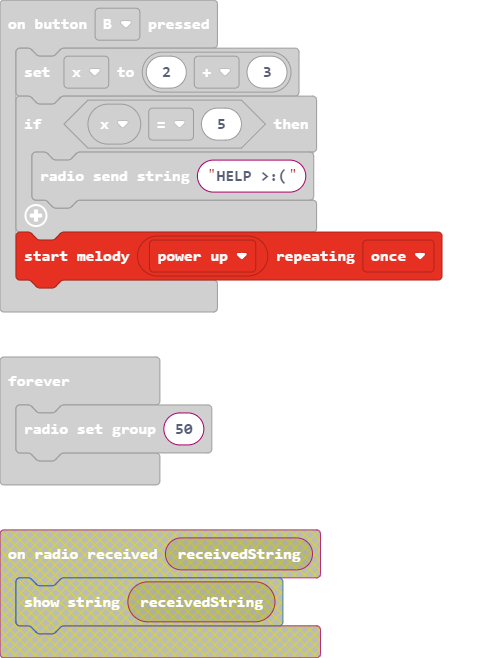 on button B pressed
set x to 2 + 3
if x = 5 then
radio send string "HELP >:("
start melody power up repeating once
forever
radio set group 50
on radio received receivedString
show string receivedString